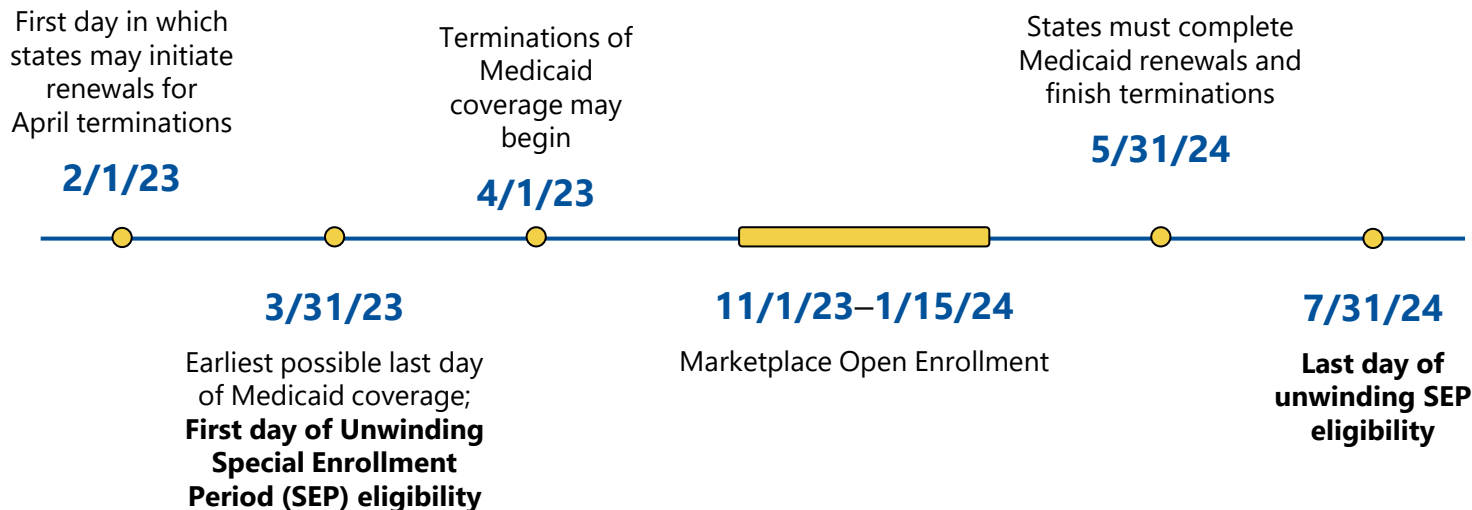 First day in which
states may initiate
renewals for
April terminations
2/1/23
3/31/23
Earliest possible last day
of Medicaid coverage;
First day of Unwinding
Special Enrollment
Period (SEP) eligibility
Terminations of
Medicaid
coverage may
begin
4/1/23
11/1/23–1/15/24
Marketplace Open Enrollment
States must complete
Medicaid renewals and
finish terminations
5/31/24
7/31/24
Last day of
unwinding SEP
eligibility